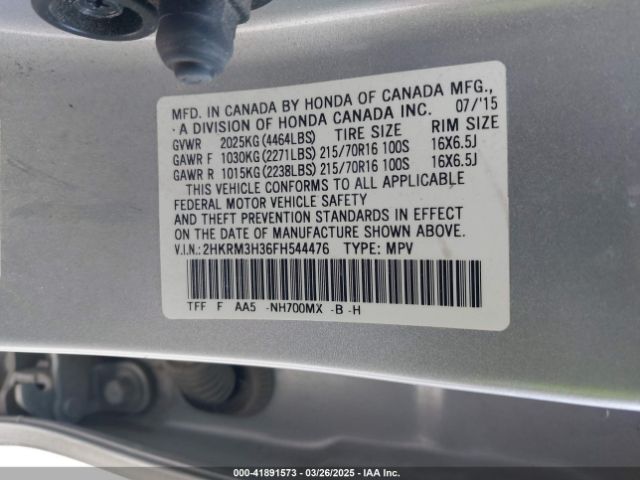 MFD. IN CANADA BY HONDA OF CANADA MFG.,
· A DIVISION OF HONDA CANADA INC. 07/'15
GVWR 2025KG (4464LBS) TIRE SIZE RIM SIZE
GAWR F 1030KG (2271LBS) 215/70R16 100S 16X6.5J
GAWR R 1015KG (2238LBS) 215/70R16 100S 16X6.5J
THIS VEHICLE CONFORMS TO ALL APPLICABLE
FEDERAL MOTOR VEHICLE SAFETY
AND THEFT PREVENTION STANDARDS IN EFFECT
ON THE DATE OF MANUFACTURE SHOWN ABOVE.
V.I.N.: 2HKRM3H36FH544476 TYPE: MPV
TFF F AA5 -NH700MX -B -H
000-41891573 — 03/26/2025 — IAA Inc.